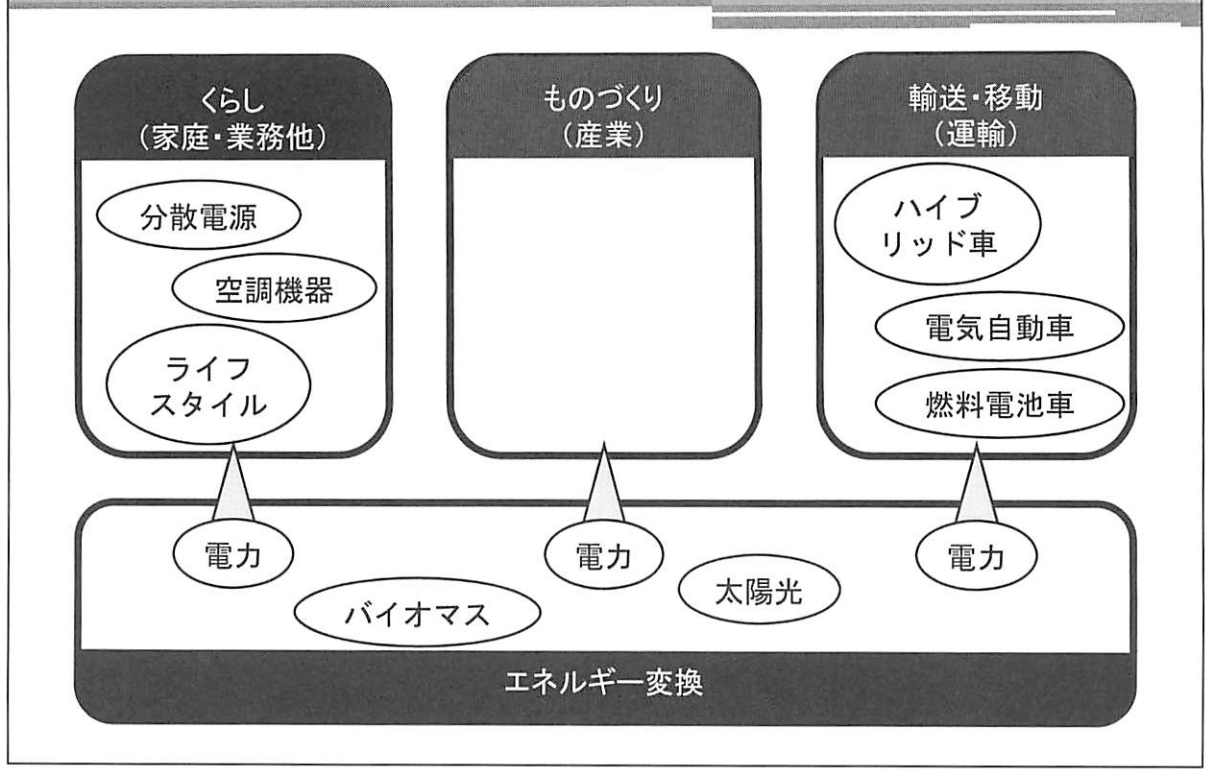 くらし
(家庭・業務他)
分散電源
空調機器
ライフ
スタイル
ものづくり
(産業)
輸送・移動
(運輸)
ハイブ
リッド車
電気自動車
燃料電池車
電力
電力
電力
バイオマス
太陽光
エネルギー変換